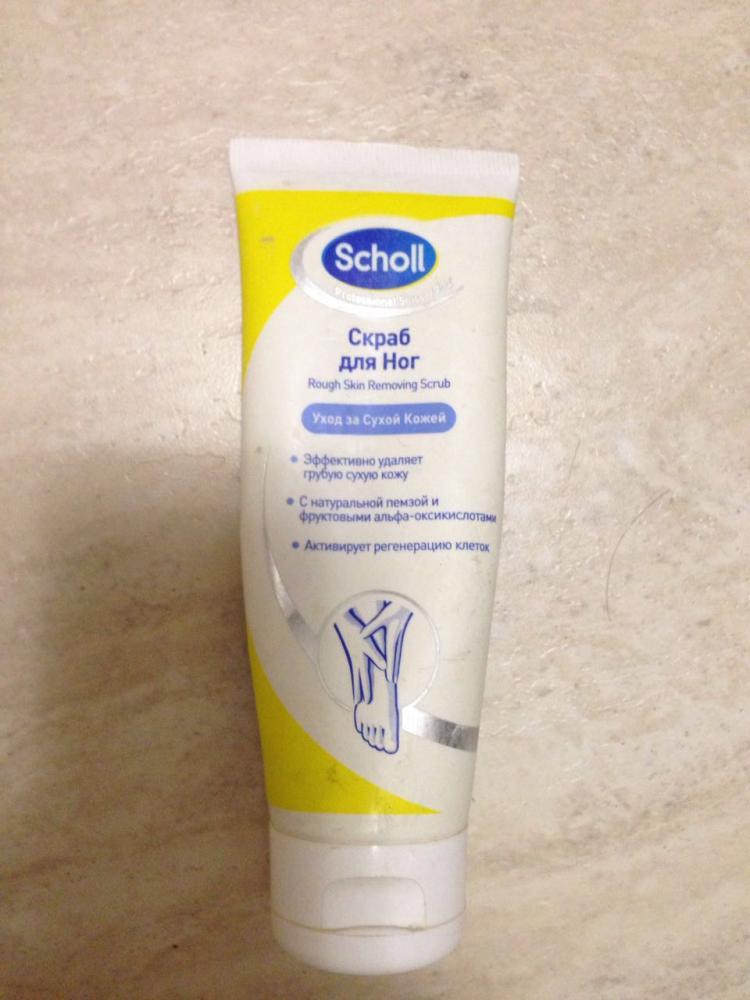 Scholl
Professional
Скраб
для Ног
Rough Skin Removing Scrub
Уход за Сухой Кожей
Эффективно удаляет
грубую сухую кожу
С натуральной пемзой и
фруктовыми альфа-оксикислотами
Активирует регенерацию клеток